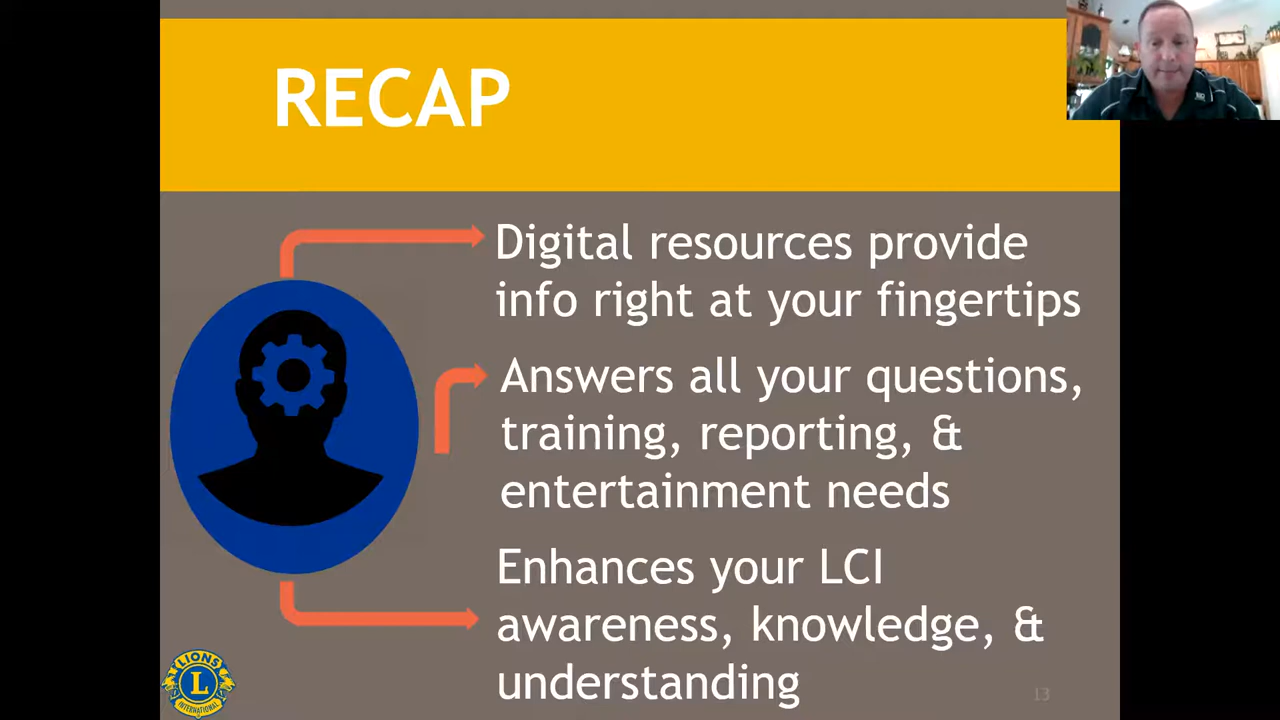 RECAP
Digital resources provide
info right at your fingertips
Answers all your questions,
training, reporting, &
entertainment needs
Enhances your LCI
awareness, knowledge, &
understanding
LIONS
L
INTERNATIONAL
13